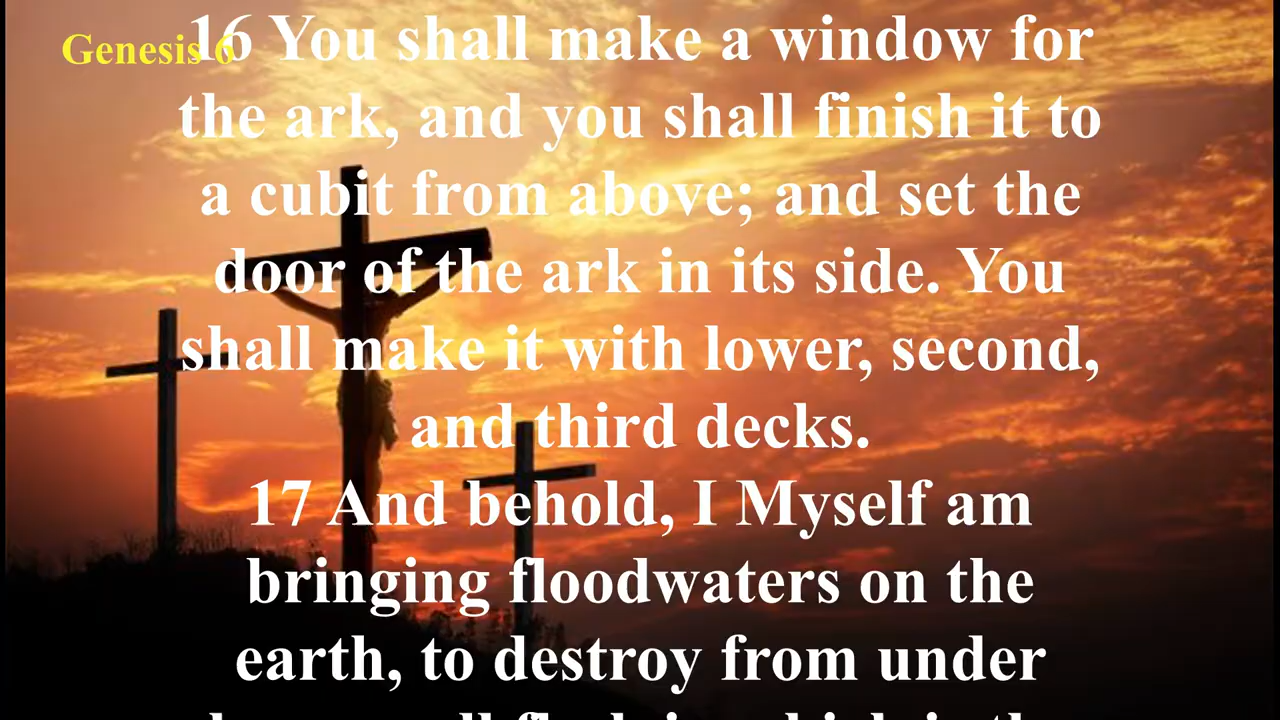 Genesis 6
16 You shall make a window for
the ark, and you shall finish it to
a cubit from above; and set the
door of the ark in its side. You
shall make it with lower, second,
and third decks.
17 And behold, I Myself am
bringing floodwaters on the
earth, to destroy from under